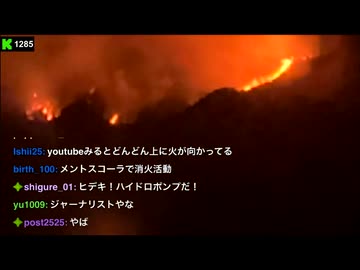 K 1285
Ishii25: youtubeみるとどんどん上に火が向かってる
birth_100: メントスコーラで消火活動
shigure_01: ヒデキ！ハイドロポンプだ！
yu1009: ジャーナリストやな
post2525: やば